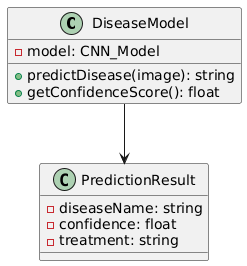 C DiseaseModel
model: CNN_Model
predictDisease(image): string
getConfidenceScore(): float
C PredictionResult
diseaseName: string
confidence: float
treatment: string